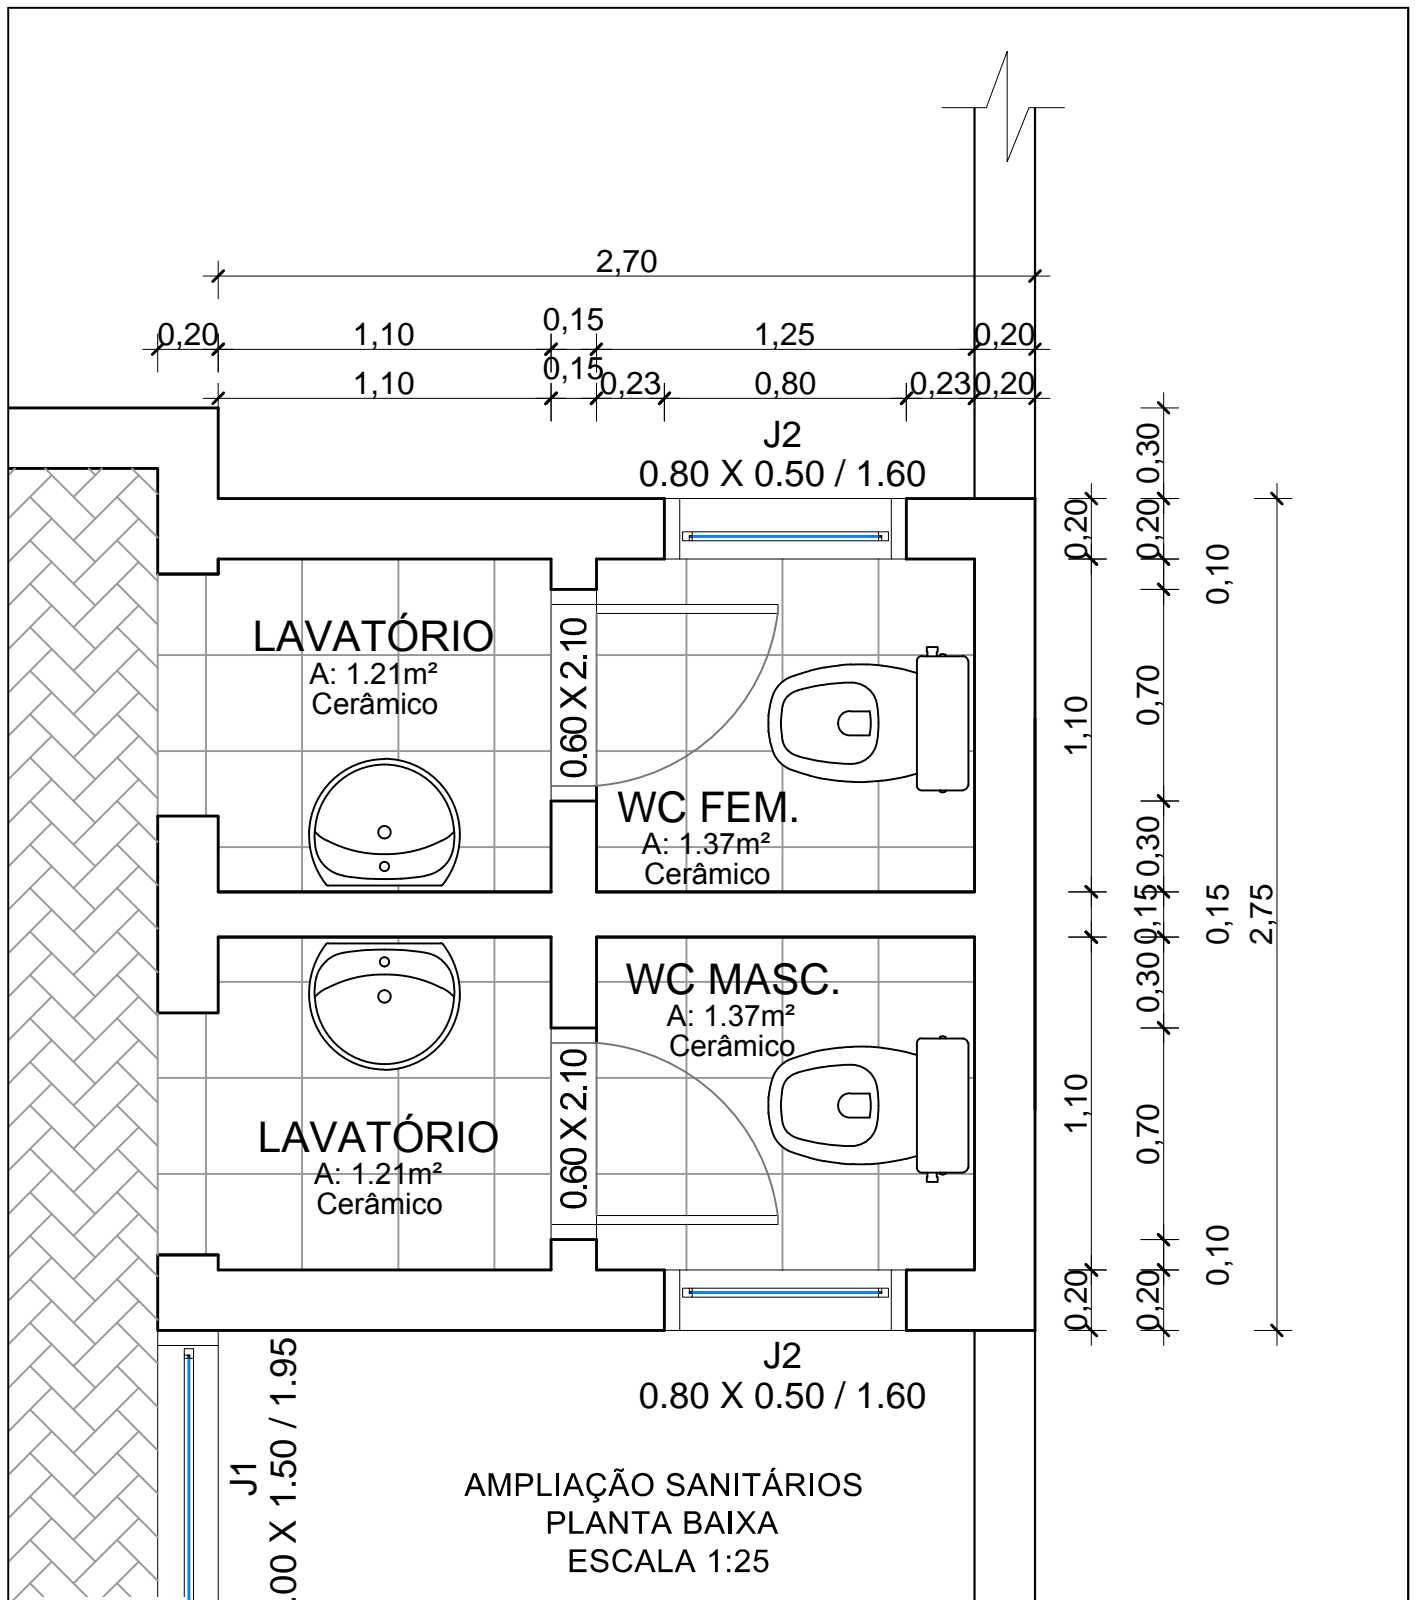 2,70
0,20 1,10 0,15 1,25 0,20
1,10 0,15 0,23 0,80 0,23 0,20
J2
0.80 X 0.50 / 1.60
0,30
0,20 0,20
0,10
LAVATÓRIO
A: 1.21m²
Cerâmico
0.60 X 2.10
1,10
0,70
WC FEM.
A: 1.37m²
Cerâmico
0,30
0,15
0,15
2,75
WC MASC.
A: 1.37m²
Cerâmico
0,30
LAVATÓRIO
A: 1.21m²
Cerâmico
0.60 X 2.10
1,10
0,70
0,10
0,20 0,20
J2
0.80 X 0.50 / 1.60
J1
.00 X 1.50 / 1.95
AMPLIAÇÃO SANITÁRIOS
PLANTA BAIXA
ESCALA 1:25